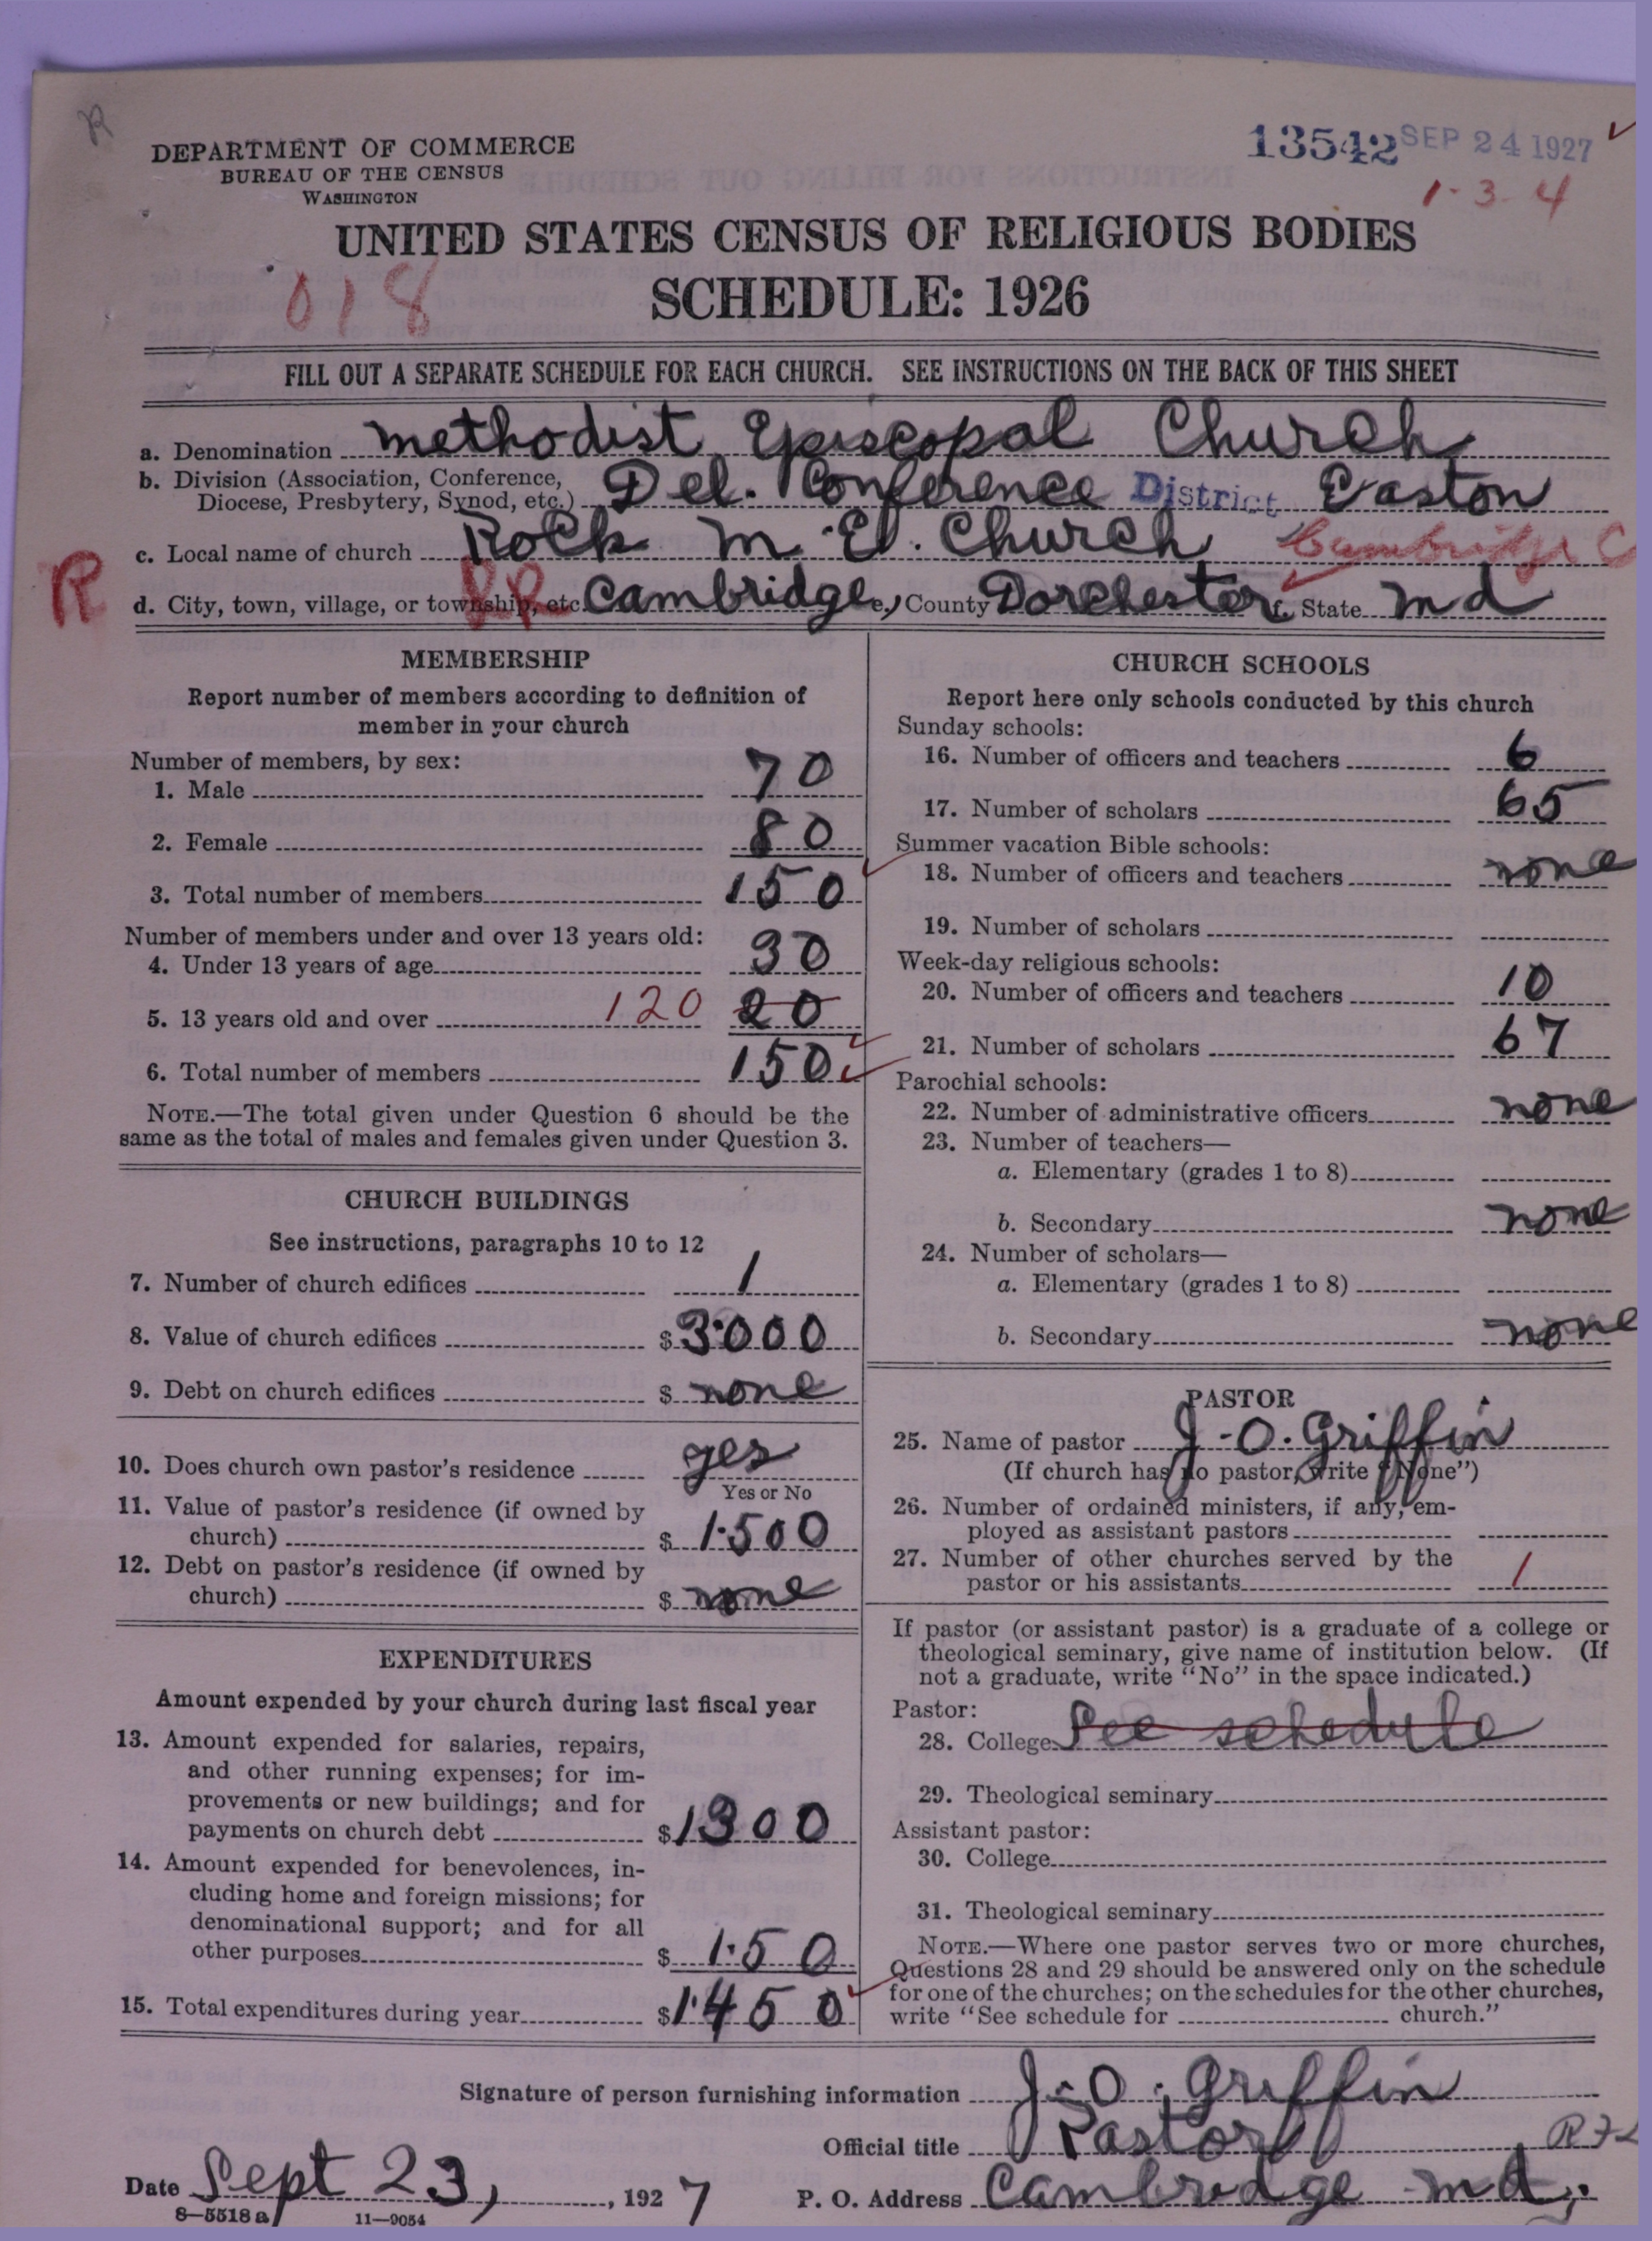 R
DEPARTMENT OF COMMERCE
BUREAU OF THE CENSUS
WASHINGTON
13542 SEP 24 1927
1-3-4
UNITED STATES CENSUS OF RELIGIOUS BODIES
018
SCHEDULE: 1926
FILL OUT A SEPARATE SCHEDULE FOR EACH CHURCH. SEE INSTRUCTIONS ON THE BACK OF THIS SHEET
a. Denomination Methodist Episcopal Church
b. Division (Association, Conference,
Diocese, Presbytery, Synod, etc.) Del. Conference District Easton
c. Local name of church Rock M. E. Church Cambridge C
R
d. City, town, village, or township, etc. RR Cambridge, e. County Dorchester f. State Md
MEMBERSHIP
Report number of members according to definition of
member in your church
Number of members, by sex:
1. Male 70
2. Female 80
3. Total number of members 150
Number of members under and over 13 years old:
4. Under 13 years of age 30
5. 13 years old and over 120 20
6. Total number of members 150
NOTE.—The total given under Question 6 should be the
same as the total of males and females given under Question 3.
CHURCH BUILDINGS
See instructions, paragraphs 10 to 12
7. Number of church edifices 1
8. Value of church edifices $ 3000
9. Debt on church edifices $ none
10. Does church own pastor's residence yes
Yes or No
11. Value of pastor's residence (if owned by
church) $ 1500
12. Debt on pastor's residence (if owned by
church) $ none
EXPENDITURES
Amount expended by your church during last fiscal year
13. Amount expended for salaries, repairs,
and other running expenses; for im-
provements or new buildings; and for
payments on church debt $ 1300
14. Amount expended for benevolences, in-
cluding home and foreign missions; for
denominational support; and for all
other purposes $ 150
15. Total expenditures during year $ 1450
CHURCH SCHOOLS
Report here only schools conducted by this church
Sunday schools:
16. Number of officers and teachers 6
17. Number of scholars 65
Summer vacation Bible schools:
18. Number of officers and teachers none
19. Number of scholars
Week-day religious schools:
20. Number of officers and teachers 10
21. Number of scholars 67
Parochial schools:
22. Number of administrative officers none
23. Number of teachers—
a. Elementary (grades 1 to 8)
b. Secondary none
24. Number of scholars—
a. Elementary (grades 1 to 8)
b. Secondary none
PASTOR
25. Name of pastor J. O. Griffin
(If church has no pastor, write "None")
26. Number of ordained ministers, if any, em-
ployed as assistant pastors
27. Number of other churches served by the
pastor or his assistants 1
If pastor (or assistant pastor) is a graduate of a college or
theological seminary, give name of institution below. (If
not a graduate, write "No" in the space indicated.)
Pastor:
28. College See schedule
29. Theological seminary
Assistant pastor:
30. College
31. Theological seminary
NOTE.—Where one pastor serves two or more churches,
Questions 28 and 29 should be answered only on the schedule
for one of the churches; on the schedules for the other churches,
write "See schedule for church."
Signature of person furnishing information J. O. Griffin
Official title Pastor
Date Sept 23, , 1927
P. O. Address Cambredge Md,.
8—5518a 11—9054